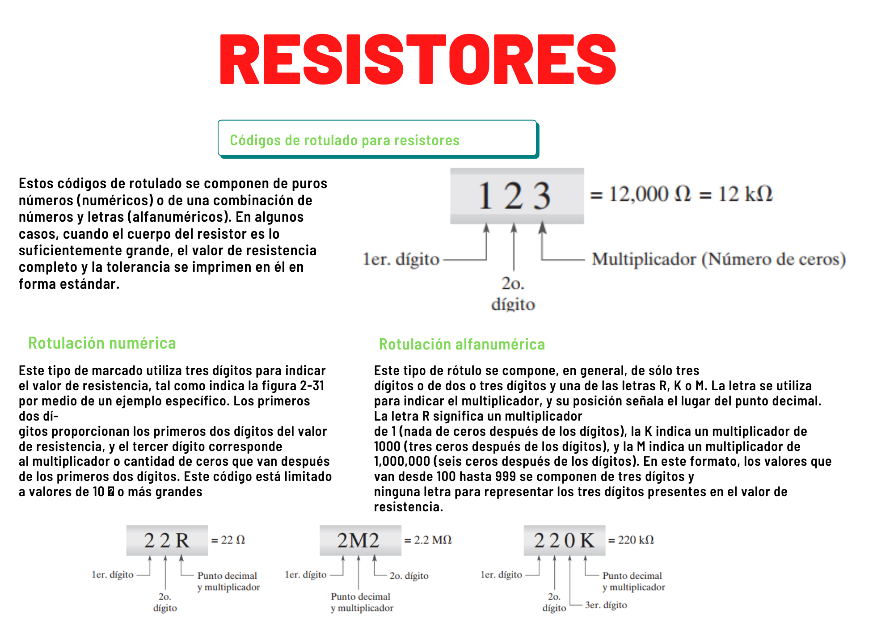 RESISTORES
Códigos de rotulado para resistores
Estos códigos de rotulado se componen de puros
números (numéricos) o de una combinación de
números y letras (alfanuméricos). En algunos
casos, cuando el cuerpo del resistor es lo
suficientemente grande, el valor de resistencia
completo y la tolerancia se imprimen en él en
forma estándar.
1 2 3 = 12,000 Ω = 12 kΩ
1er. dígito
Multiplicador (Número de ceros)
2o.
dígito
Rotulación numérica
Este tipo de marcado utiliza tres dígitos para indicar
el valor de resistencia, tal como indica la figura 2-31
por medio de un ejemplo específico. Los primeros
dos dí-
gitos proporcionan los primeros dos dígitos del valor
de resistencia, y el tercer dígito corresponde
al multiplicador o cantidad de ceros que van después
de los primeros dos dígitos. Este código está limitado
a valores de 10 o más grandes
Rotulación alfanumérica
Este tipo de rótulo se compone, en general, de sólo tres
dígitos o de dos o tres dígitos y una de las letras R, K o M. La letra se utiliza
para indicar el multiplicador, y su posición señala el lugar del punto decimal.
La letra R significa un multiplicador
de 1 (nada de ceros después de los dígitos), la K indica un multiplicador de
1000 (tres ceros después de los dígitos), y la M indica un multiplicador de
1,000,000 (seis ceros después de los dígitos). En este formato, los valores que
van desde 100 hasta 999 se componen de tres dígitos y
ninguna letra para representar los tres dígitos presentes en el valor de
resistencia.
2 2 R = 22 Ω
1er. dígito
Punto decimal
y multiplicador
2o.
dígito
2M2 = 2.2 MΩ
1er. dígito
2o. dígito
Punto decimal
y multiplicador
2 2 0 K = 220 kΩ
1er. dígito
Punto decimal
y multiplicador
2o.
dígito
3er. dígito